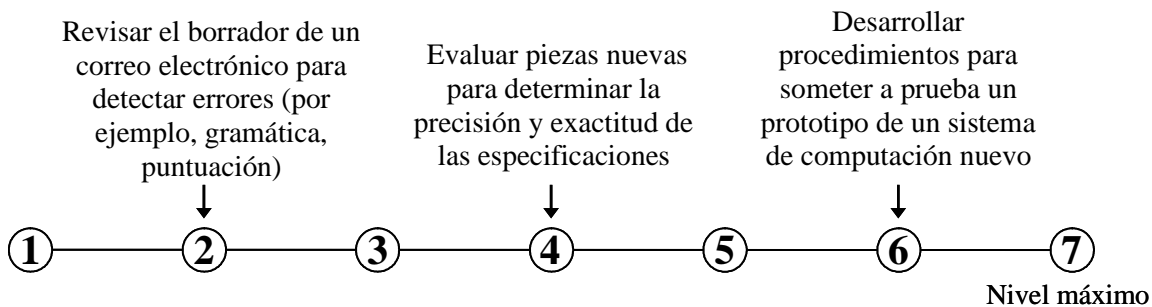 Revisar el borrador de un
correo electrónico para
detectar errores (por
ejemplo, gramática,
puntuación)
Evaluar piezas nuevas
para determinar la
precisión y exactitud de
las especificaciones
Desarrollar
procedimientos para
someter a prueba un
prototipo de un sistema
de computación nuevo
1 2 3 4 5 6 7
Nivel máximo